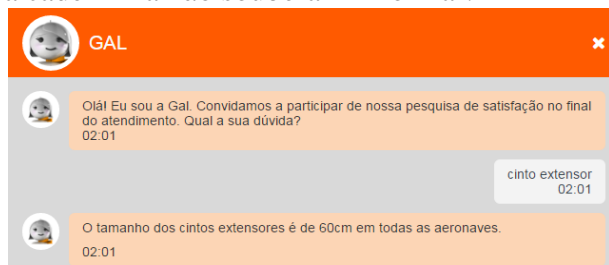 GAL
Olá! Eu sou a Gal. Convidamos a participar de nossa pesquisa de satisfação no final
do atendimento. Qual a sua dúvida?
02:01
cinto extensor
02:01
O tamanho dos cintos extensores é de 60cm em todas as aeronaves.
02:01